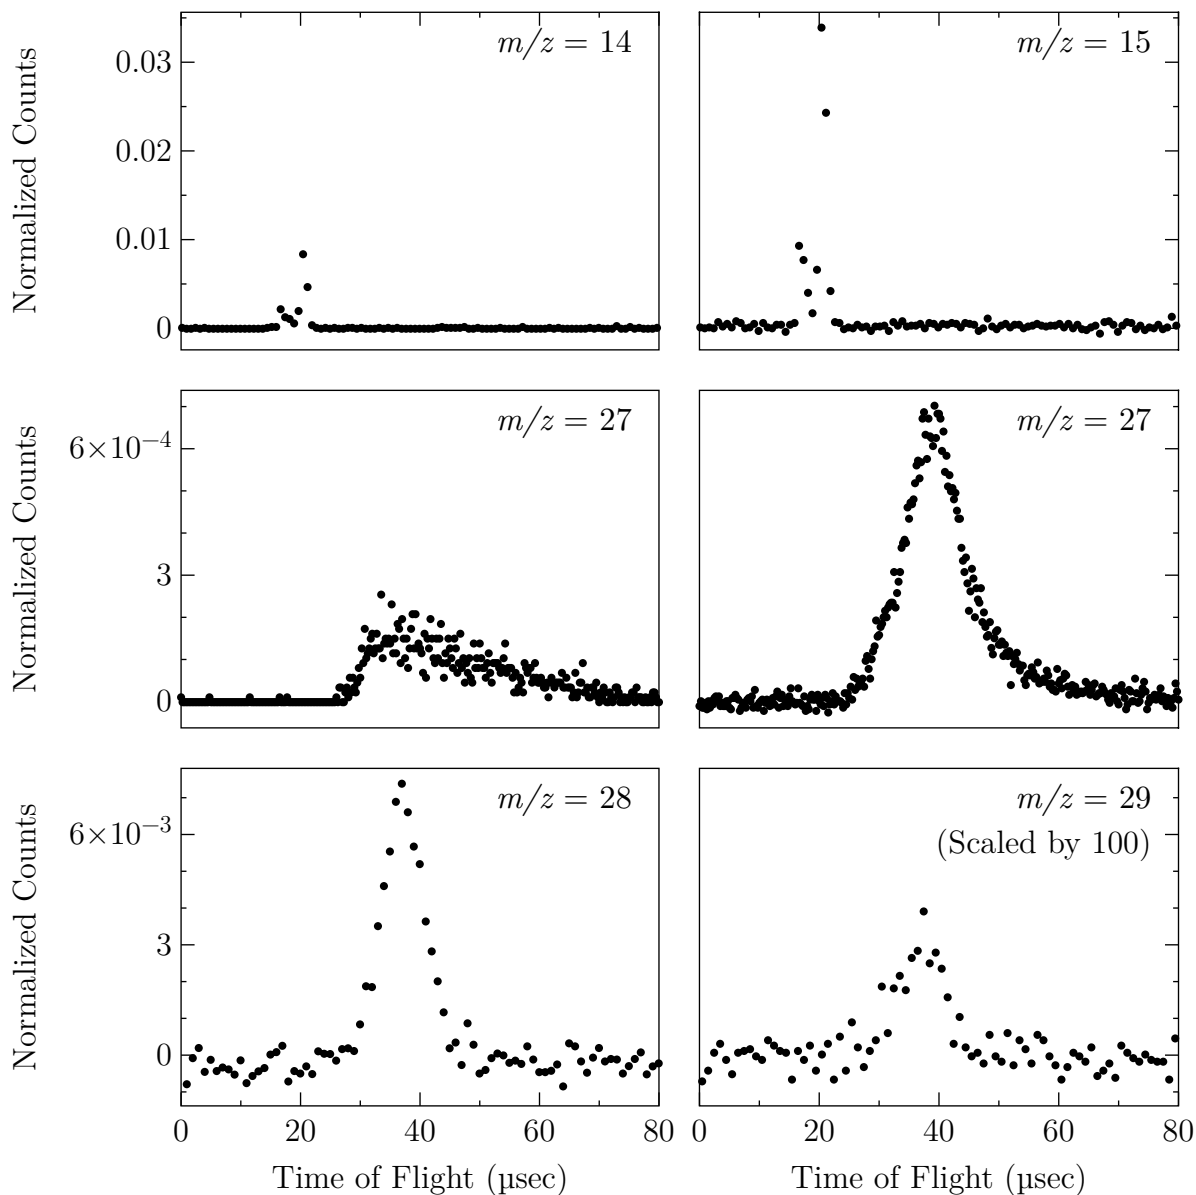 m/z = 14
m/z = 15
Normalized Counts
0.03
0.02
0.01
0
m/z = 27
m/z = 27
Normalized Counts
6×10⁻⁴
3
0
m/z = 28
m/z = 29
(Scaled by 100)
Normalized Counts
6×10⁻³
3
0
0 20 40 60 80 0 20 40 60 80
Time of Flight (μsec) Time of Flight (μsec)